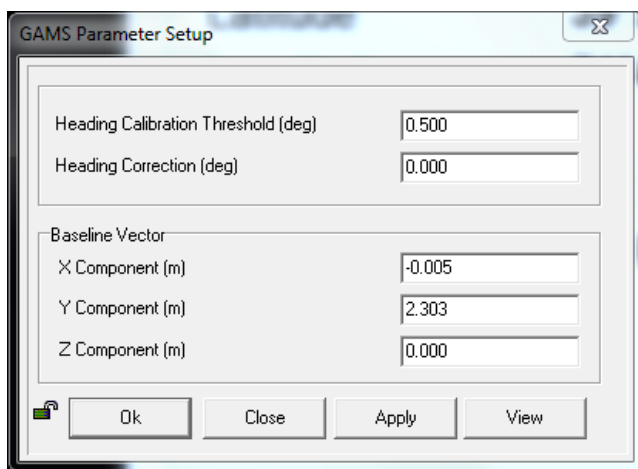 GAMS Parameter Setup
Heading Calibration Threshold (deg) 0.500
Heading Correction (deg) 0.000
Baseline Vector
X Component (m) -0.005
Y Component (m) 2.303
Z Component (m) 0.000
Ok Close Apply View